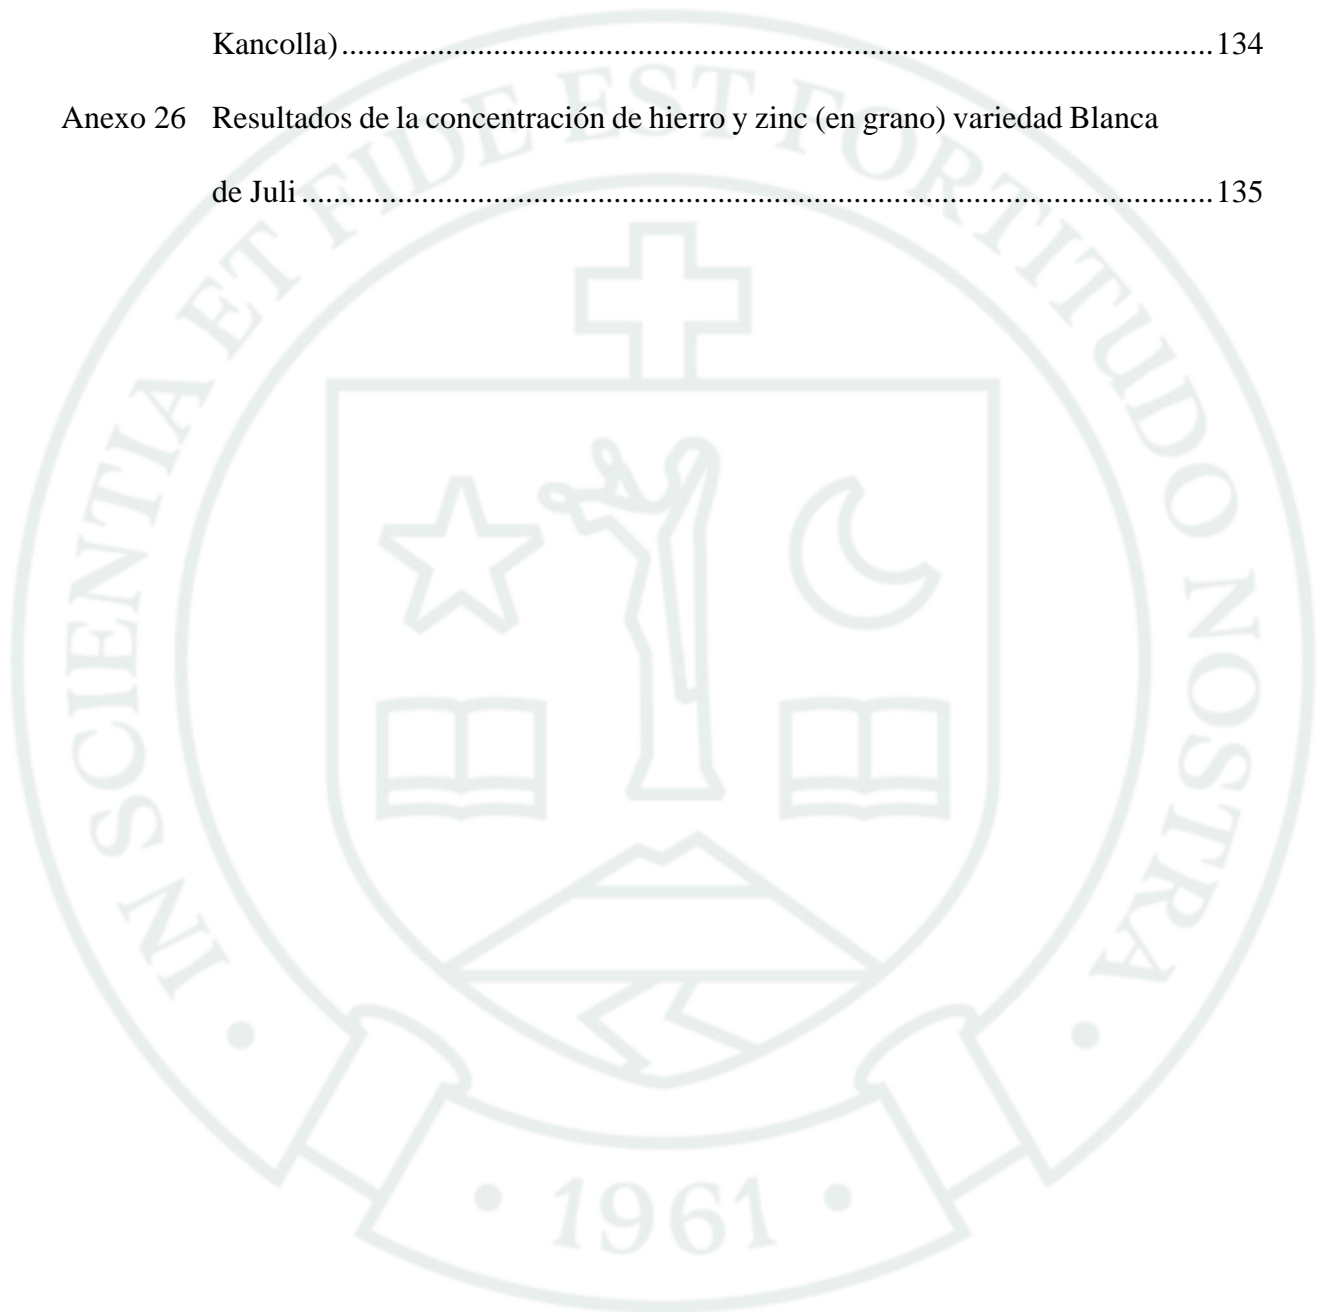 Kancolla)..............................................................................................................134
Anexo 26 Resultados de la concentración de hierro y zinc (en grano) variedad Blanca
de Juli...................................................................................................................135
IN SCIENTIA ET FIDE EST FORTITUDO NOSTRA
• 1961 •